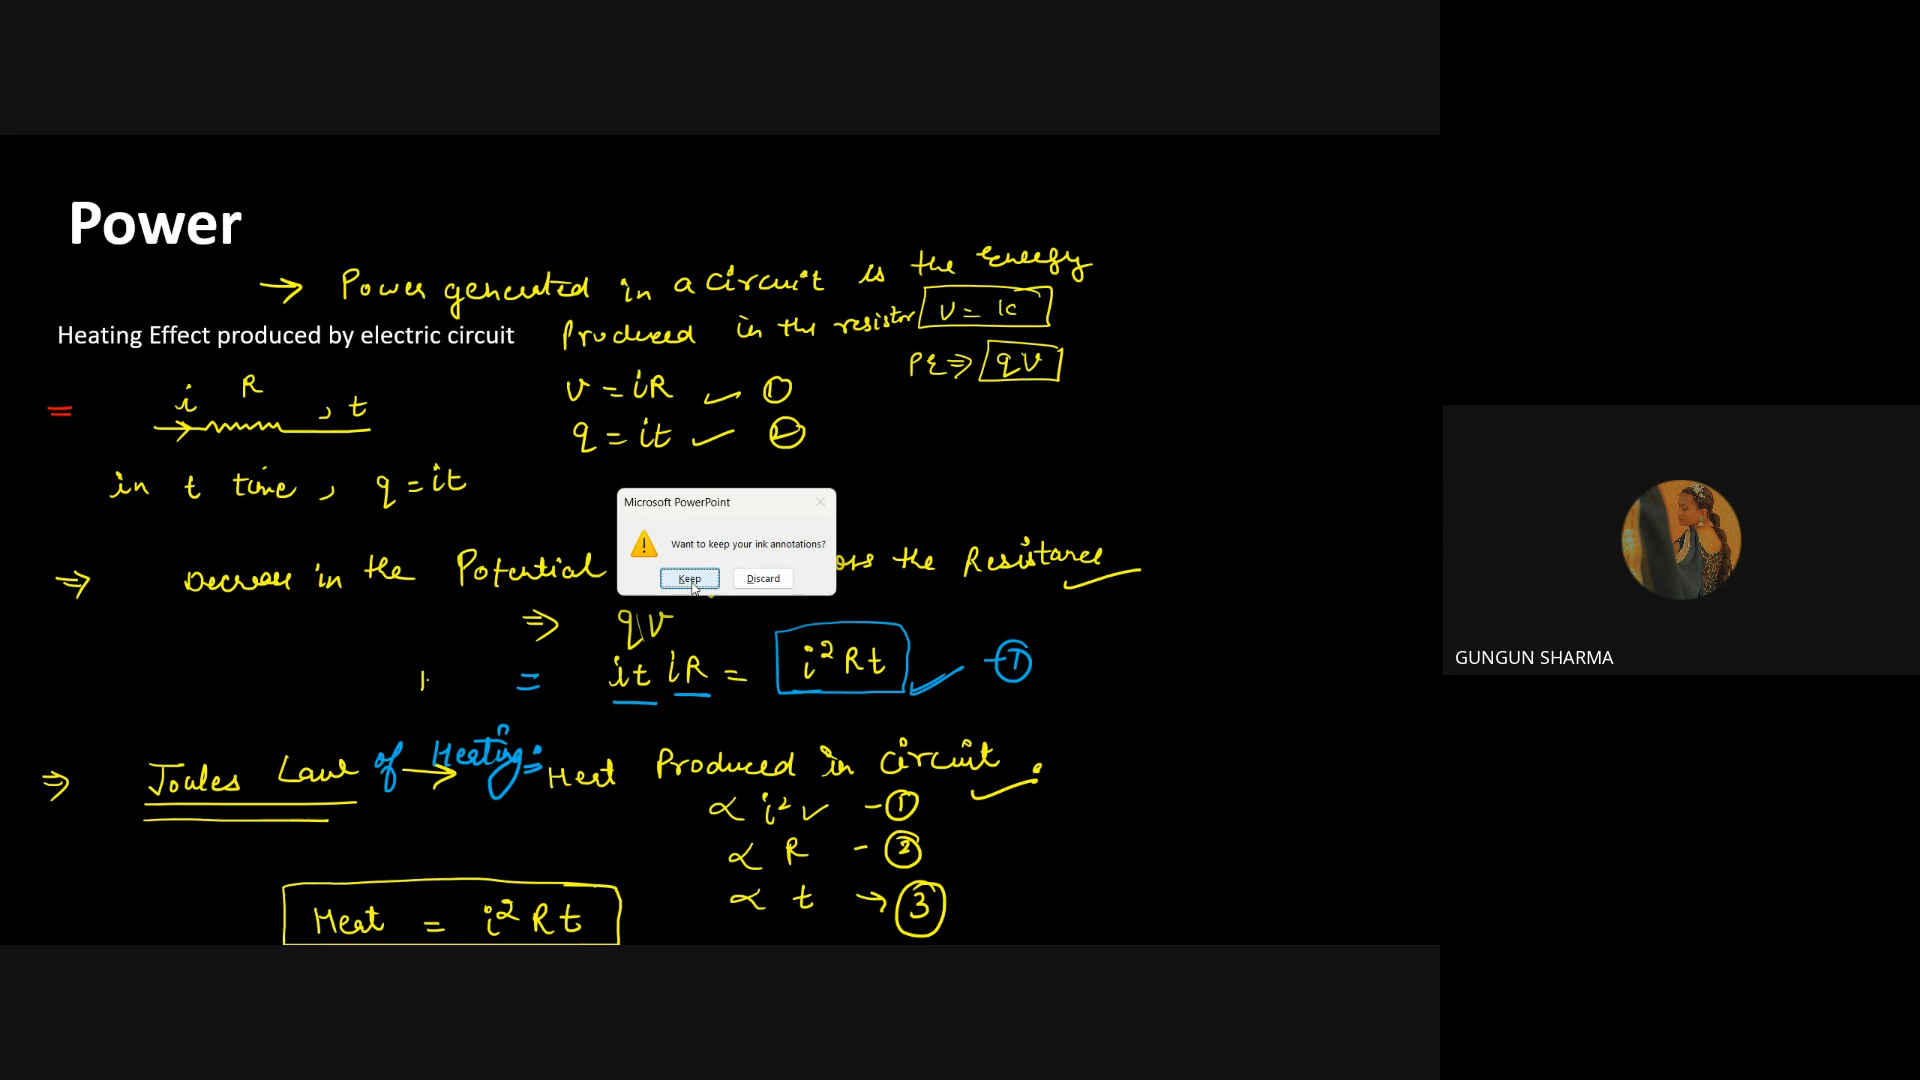 Power
→ Power generated in a circuit is the Energy
Heating Effect produced by electric circuit
Produced in the resistor
PE ⇒ qV
i R , t
V = iR ①
q = it ②
in t time, q = it
Microsoft PowerPoint
Want to keep your ink annotations?
Keep Discard
⇒ Decrease in the Potential the Resistance
⇒ qV
= it iR = i²Rt - ①
⇒ Joules Law of Heating: → Heat Produced in Circuit.
∝ i² - ①
∝ R - ②
∝ t → ③
Heat = i²Rt
GUNGUN SHARMA